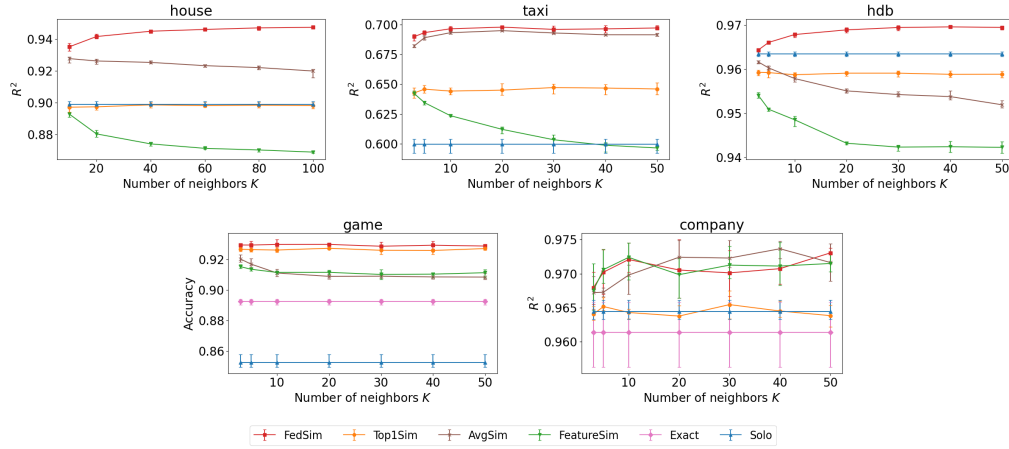 house
0.94
0.92
0.90
0.88
R²
20
40
60
80
100
Number of neighbors K
taxi
0.700
0.675
0.650
0.625
0.600
R²
10
20
30
40
50
Number of neighbors K
hdb
0.97
0.96
0.95
0.94
R²
10
20
30
40
50
Number of neighbors K
game
0.92
0.90
0.88
0.86
Accuracy
10
20
30
40
50
Number of neighbors K
company
0.975
0.970
0.965
0.960
R²
10
20
30
40
50
Number of neighbors K
FedSim Top1Sim AvgSim FeatureSim Exact Solo